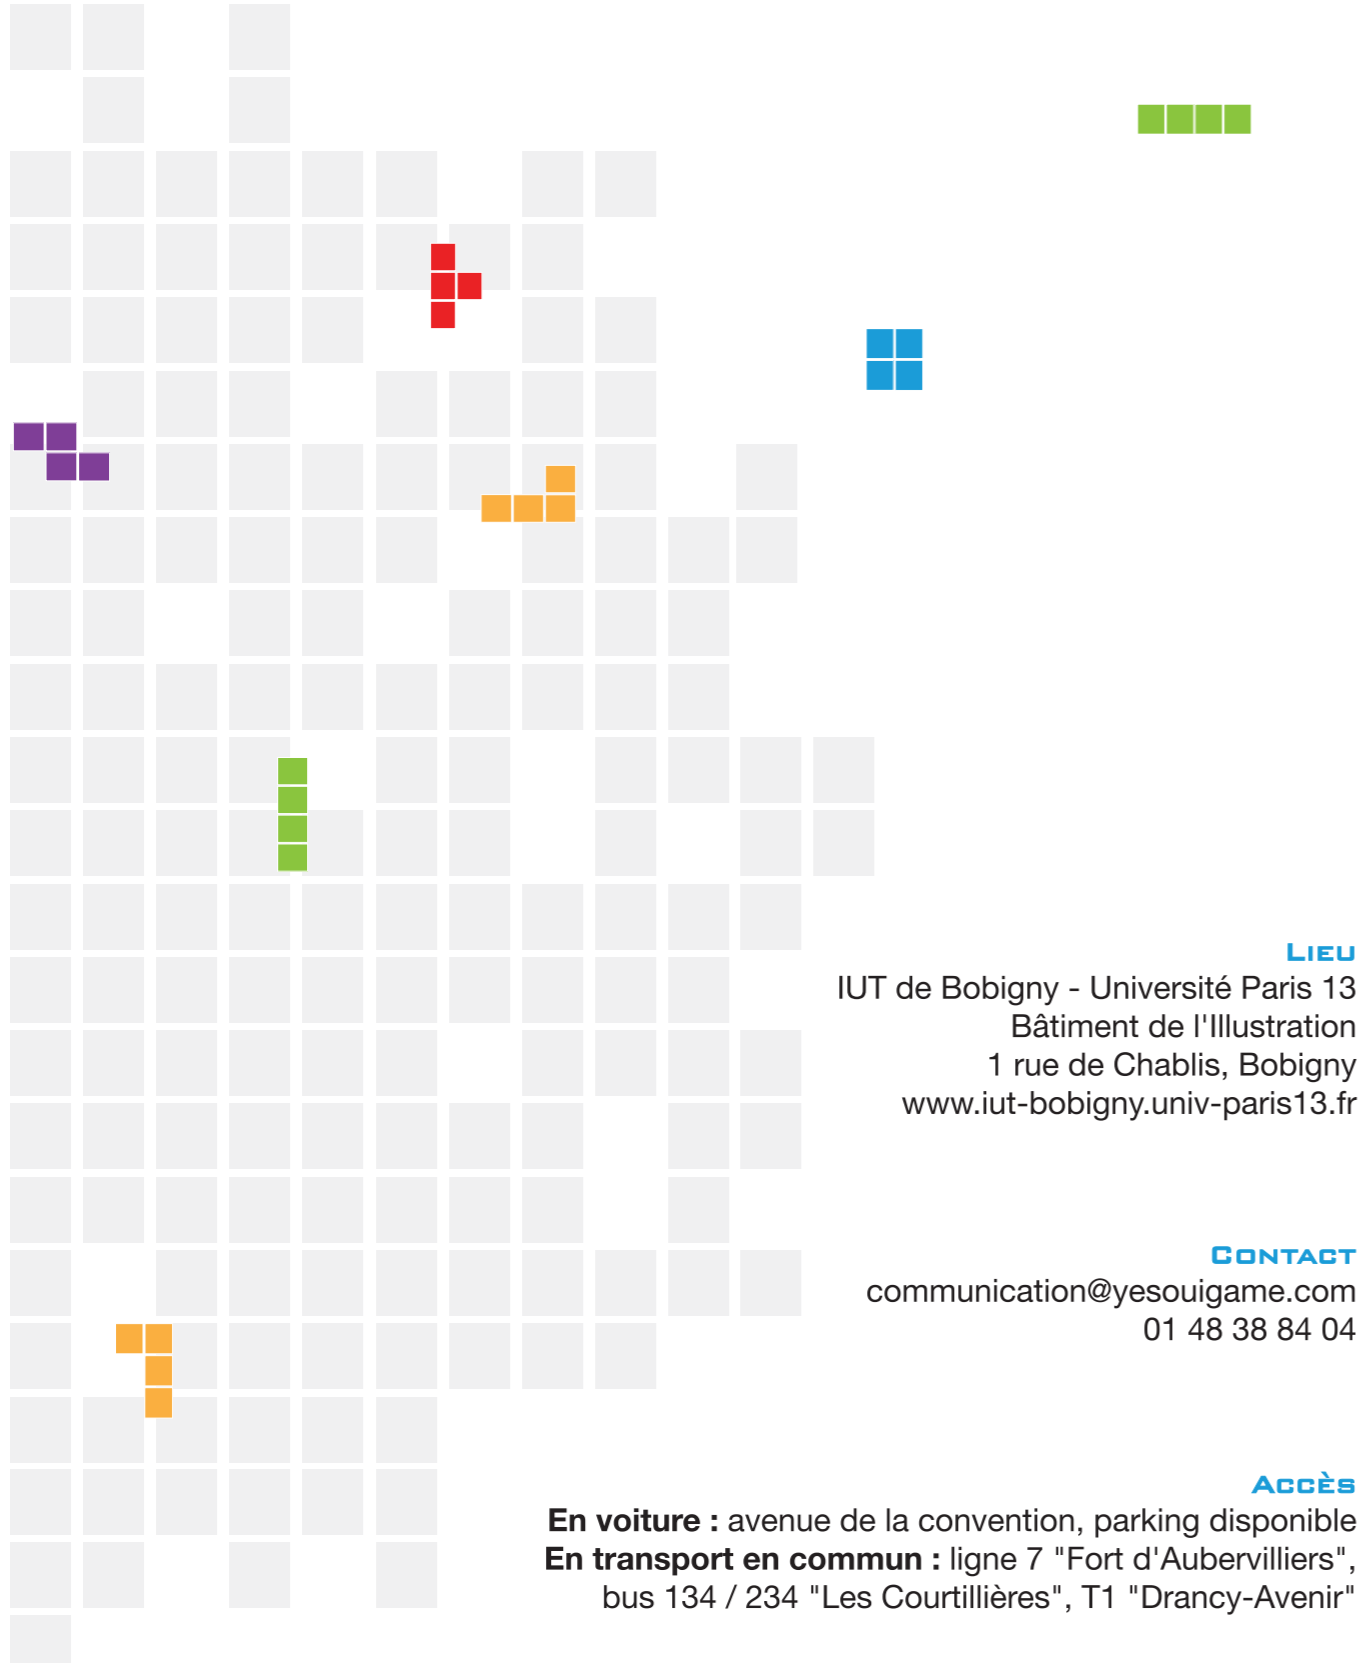 LIEU
IUT de Bobigny - Université Paris 13
Bâtiment de l'Illustration
1 rue de Chablis, Bobigny
www.iut-bobigny.univ-paris13.fr
CONTACT
communication@yesouigame.com
01 48 38 84 04
ACCÈS
En voiture : avenue de la convention, parking disponible
En transport en commun : ligne 7 "Fort d'Aubervilliers",
bus 134 / 234 "Les Courtillières", T1 "Drancy-Avenir"